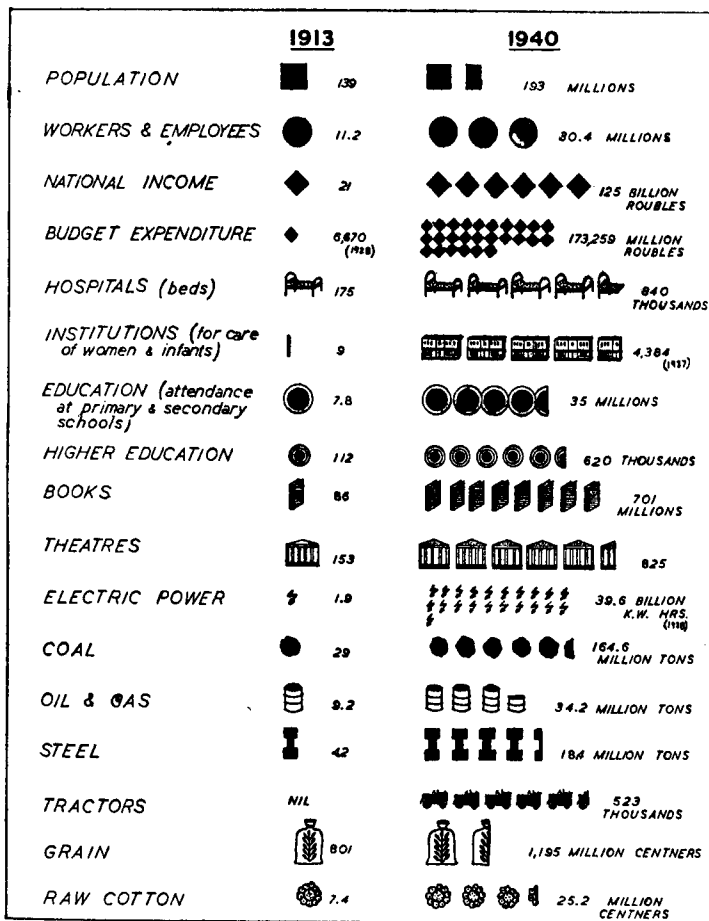 1913 1940
POPULATION 139 193 MILLIONS
WORKERS & EMPLOYEES 11.2 30.4 MILLIONS
NATIONAL INCOME 21 125 BILLION
ROUBLES
BUDGET EXPENDITURE 6,670 173,259 MILLION
(1928) ROUBLES
HOSPITALS (beds) 175 840
THOUSANDS
INSTITUTIONS (for care
of women & infants) 9 4,384
(1937)
EDUCATION (attendance
at primary & secondary 7.8 35 MILLIONS
schools)
HIGHER EDUCATION 112 620 THOUSANDS
BOOKS 86 701
MILLIONS
THEATRES 153 825
ELECTRIC POWER 1.9 39.6 BILLION
K.W. HRS.
(1938)
COAL 29 164.6
MILLION TONS
OIL & GAS 9.2 34.2 MILLION TONS
STEEL 42 184 MILLION TONS
TRACTORS NIL 523
THOUSANDS
GRAIN 801 1,195 MILLION CENTNERS
RAW COTTON 7.4 25.2 MILLION
CENTNERS